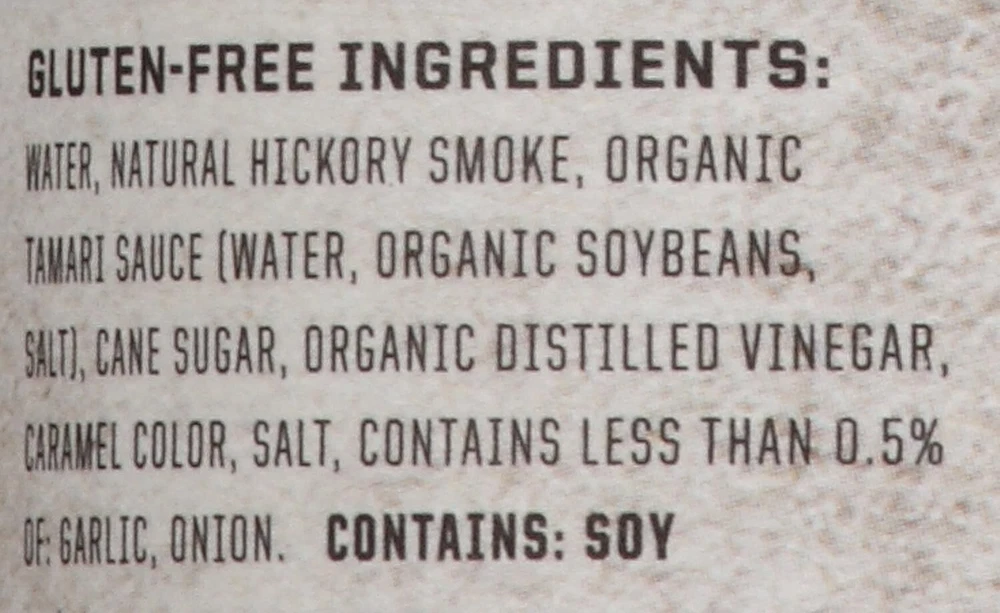 GLUTEN-FREE INGREDIENTS:
WATER, NATURAL HICKORY SMOKE, ORGANIC
TAMARI SAUCE (WATER, ORGANIC SOYBEANS,
SALT), CANE SUGAR, ORGANIC DISTILLED VINEGAR,
CARAMEL COLOR, SALT, CONTAINS LESS THAN 0.5%
OF: GARLIC, ONION. CONTAINS: SOY